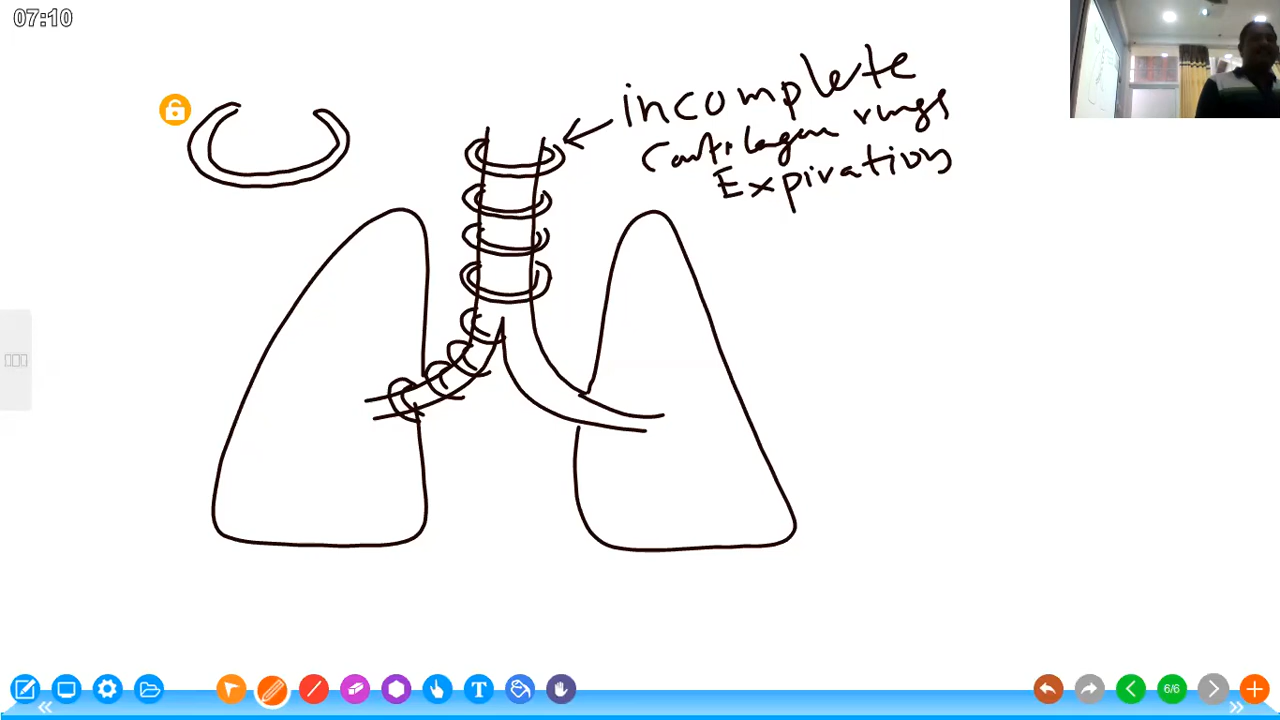 07:10
incomplete
Cartilagen rings
Expiration
T
6/6